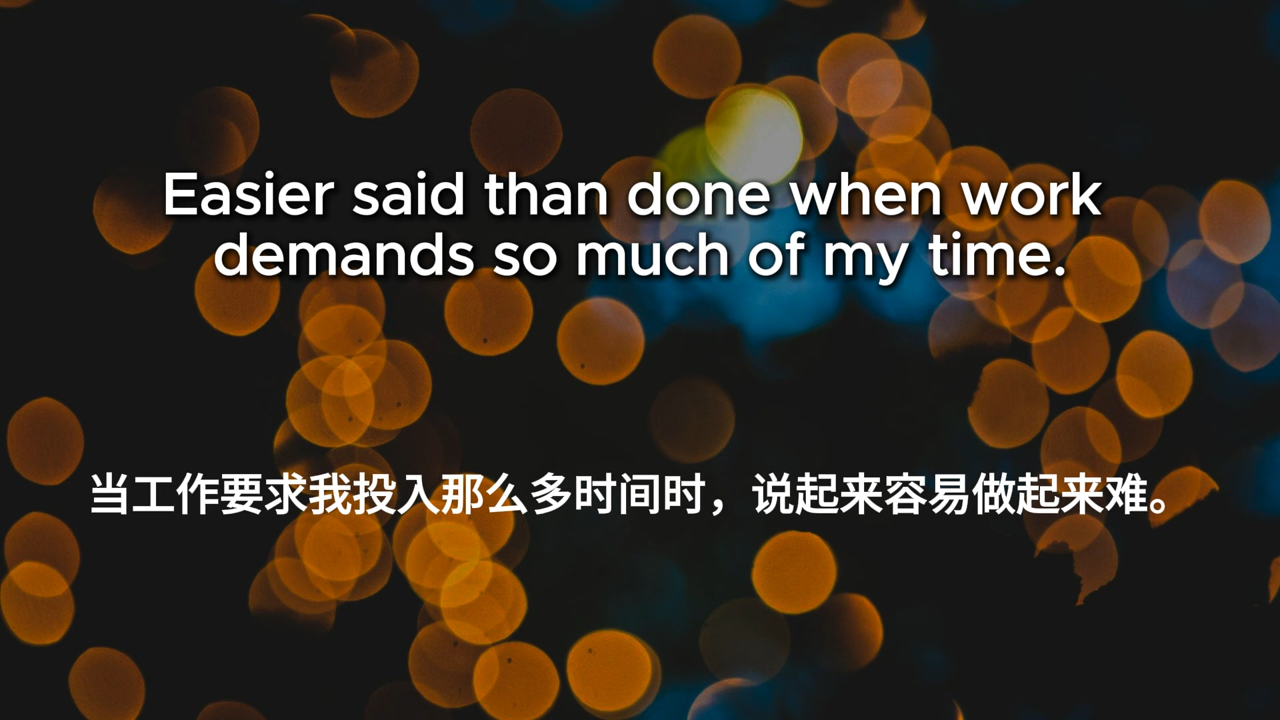 Easier said than done when work
demands so much of my time.
当工作要求我投入那么多时间时，说起来容易做起来难。